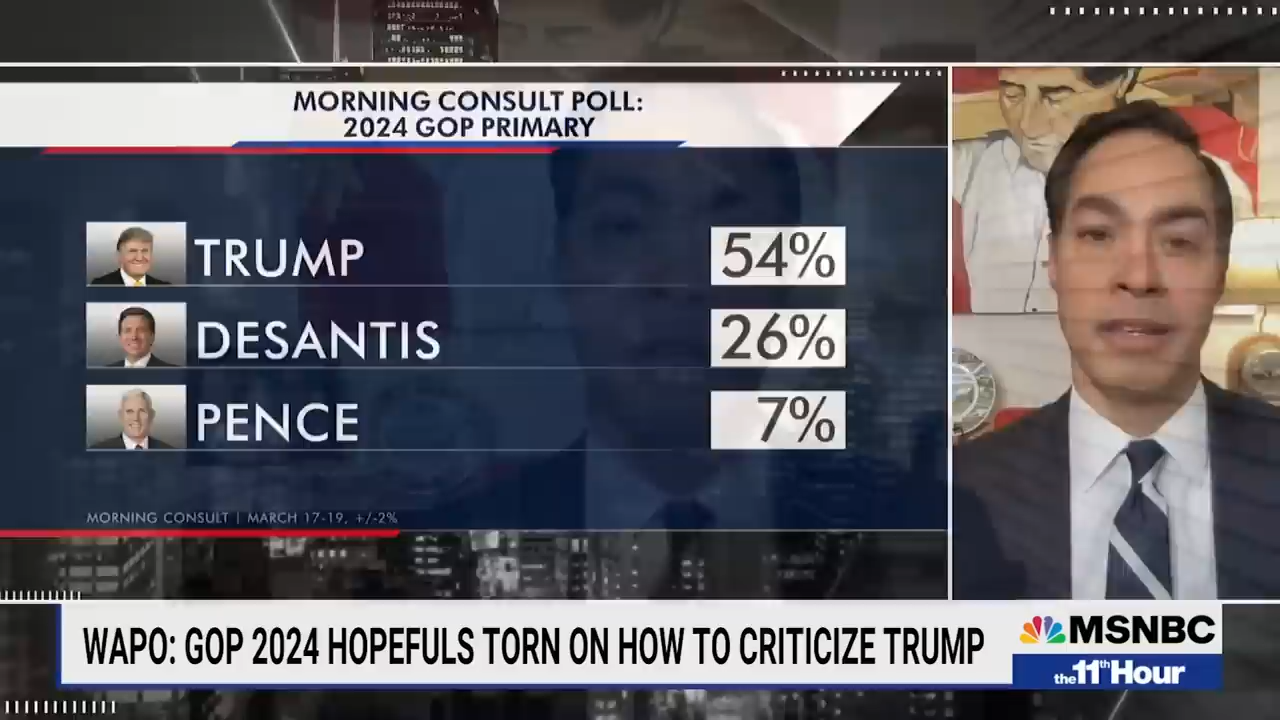 MORNING CONSULT POLL:
2024 GOP PRIMARY
TRUMP 54%
DESANTIS 26%
PENCE 7%
MORNING CONSULT | MARCH 17-19, +/-2%
WAPO: GOP 2024 HOPEFULS TORN ON HOW TO CRITICIZE TRUMP
MSNBC
the 11th Hour